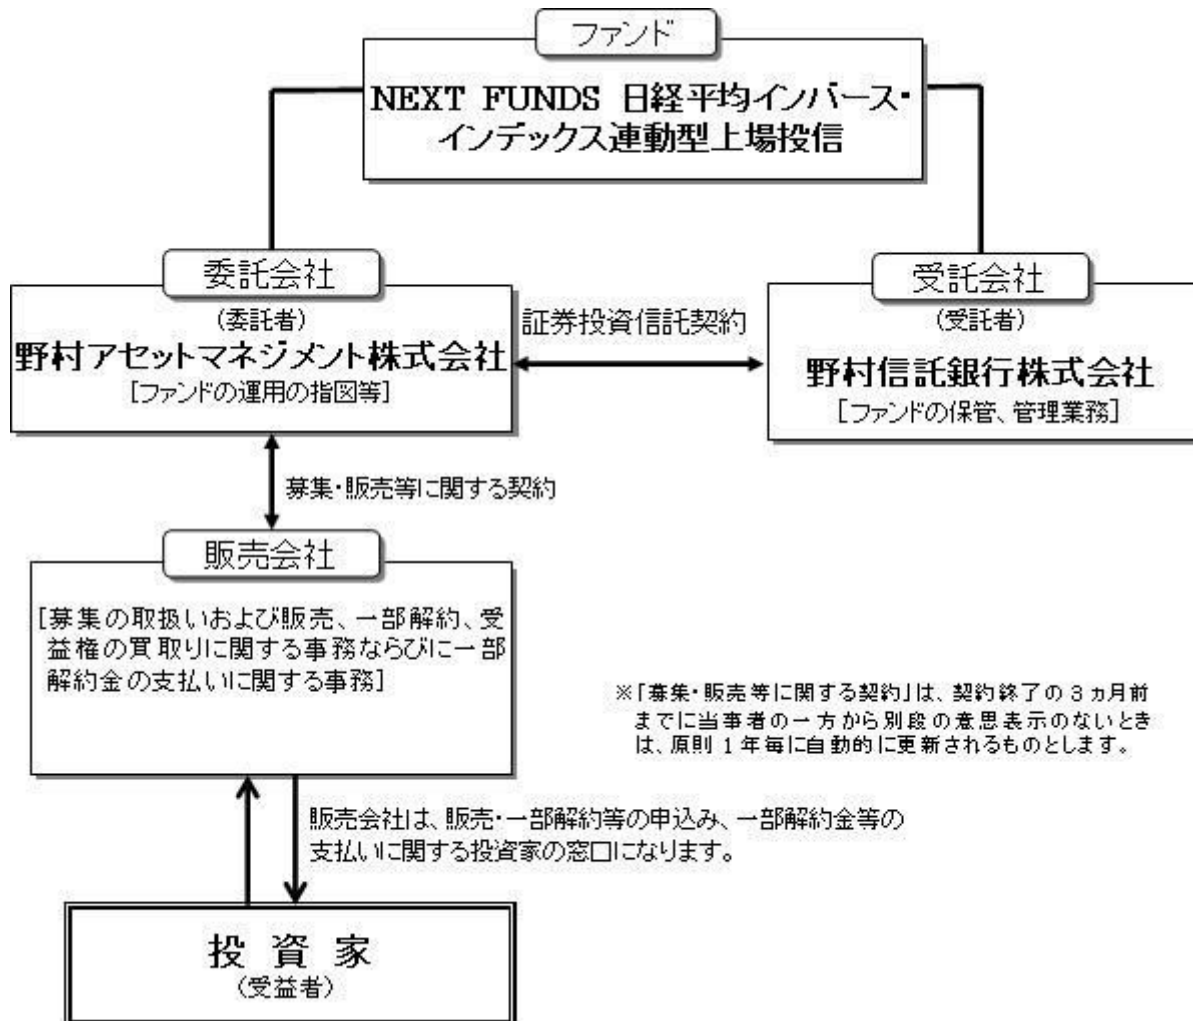 ファンド
NEXT FUNDS 日経平均インバース・
インデックス連動型上場投信
委託会社
(委託者)
野村アセットマネジメント株式会社
[ファンドの運用の指図等]
証券投資信託契約
受託会社
(受託者)
野村信託銀行株式会社
[ファンドの保管、管理業務]
募集・販売等に関する契約
販売会社
[募集の取扱いおよび販売、一部解約、受
益権の買取りに関する事務ならびに一部
解約金の支払いに関する事務]
※「募集・販売等に関する契約」は、契約終了の3ヵ月前
までに当事者の一方から別段の意思表示のないとき
は、原則1年毎に自動的に更新されるものとします。
販売会社は、販売・一部解約等の申込み、一部解約金等の
支払いに関する投資家の窓口になります。
投資家
(受益者)